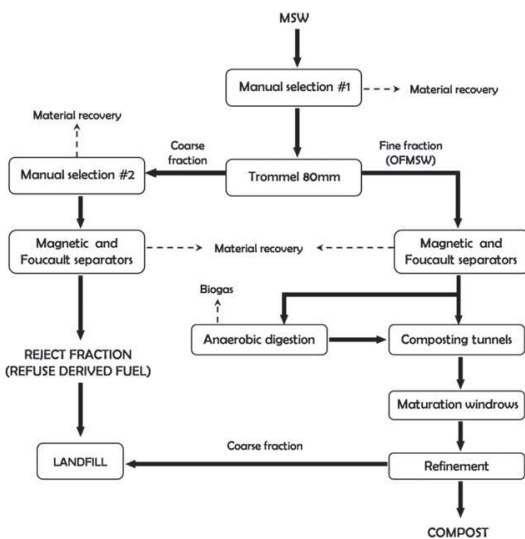 MSW
Manual selection #1
Material recovery
Material recovery
Coarse
fraction
Fine fraction
(OFMSW)
Manual selection #2
Trommel 80mm
Magnetic and
Foucault separators
Material recovery
Magnetic and
Foucault separators
Biogas
Anaerobic digestion
Composting tunnels
REJECT FRACTION
(REFUSE DERIVED FUEL)
Maturation windrows
Coarse fraction
LANDFILL
Refinement
COMPOST